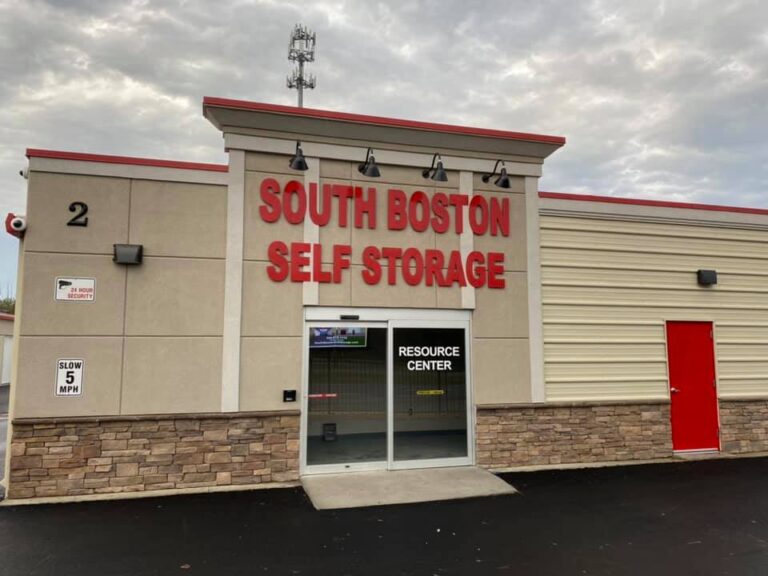 SOUTH BOSTON
SELF STORAGE
2
24 HOUR
SECURITY
SLOW
5
MPH
RESOURCE
CENTER